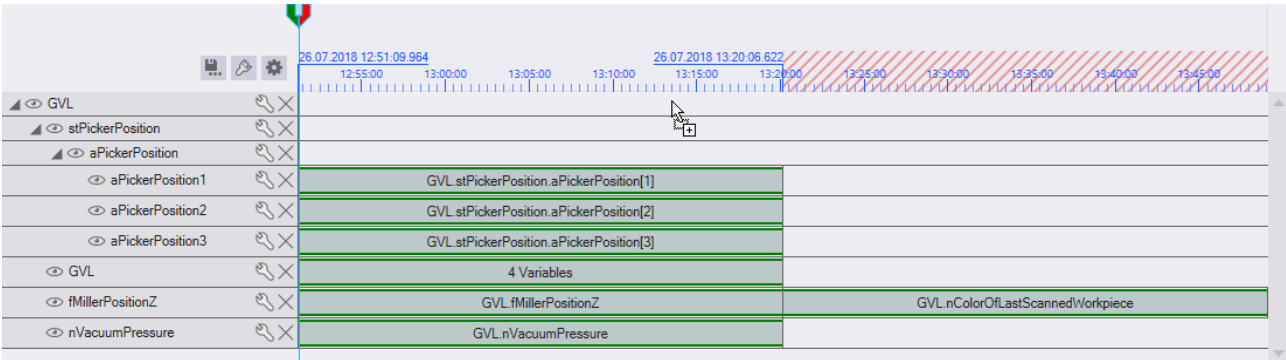 26.07.2018 12:51:09.964 26.07.2018 13:20:06.622
12:55:00 13:00:00 13:05:00 13:10:00 13:15:00 13:20:00 13:25:00 13:30:00 13:35:00 13:40:00 13:45:00
GVL
stPickerPosition
aPickerPosition
aPickerPosition1 GVL.stPickerPosition.aPickerPosition[1]
aPickerPosition2 GVL.stPickerPosition.aPickerPosition[2]
aPickerPosition3 GVL.stPickerPosition.aPickerPosition[3]
GVL 4 Variables
fMillerPositionZ GVL.fMillerPositionZ GVL.nColorOfLastScannedWorkpiece
nVacuumPressure GVL.nVacuumPressure